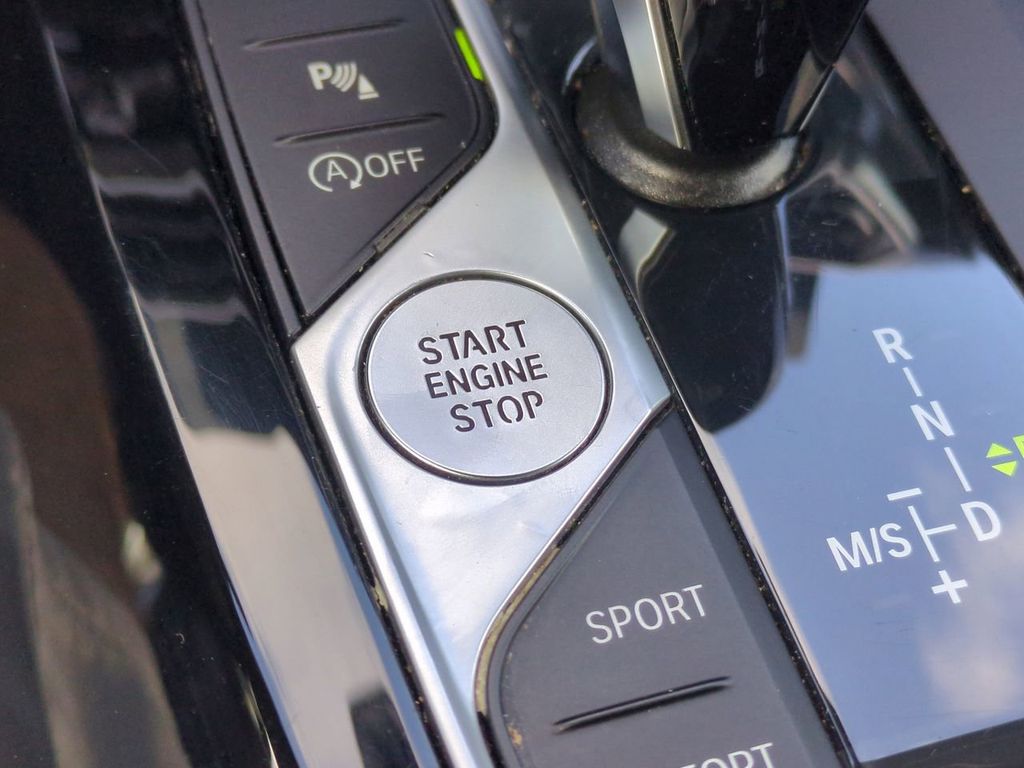 P
A OFF
START
ENGINE
STOP
R
N
D
M/S
+
SPORT